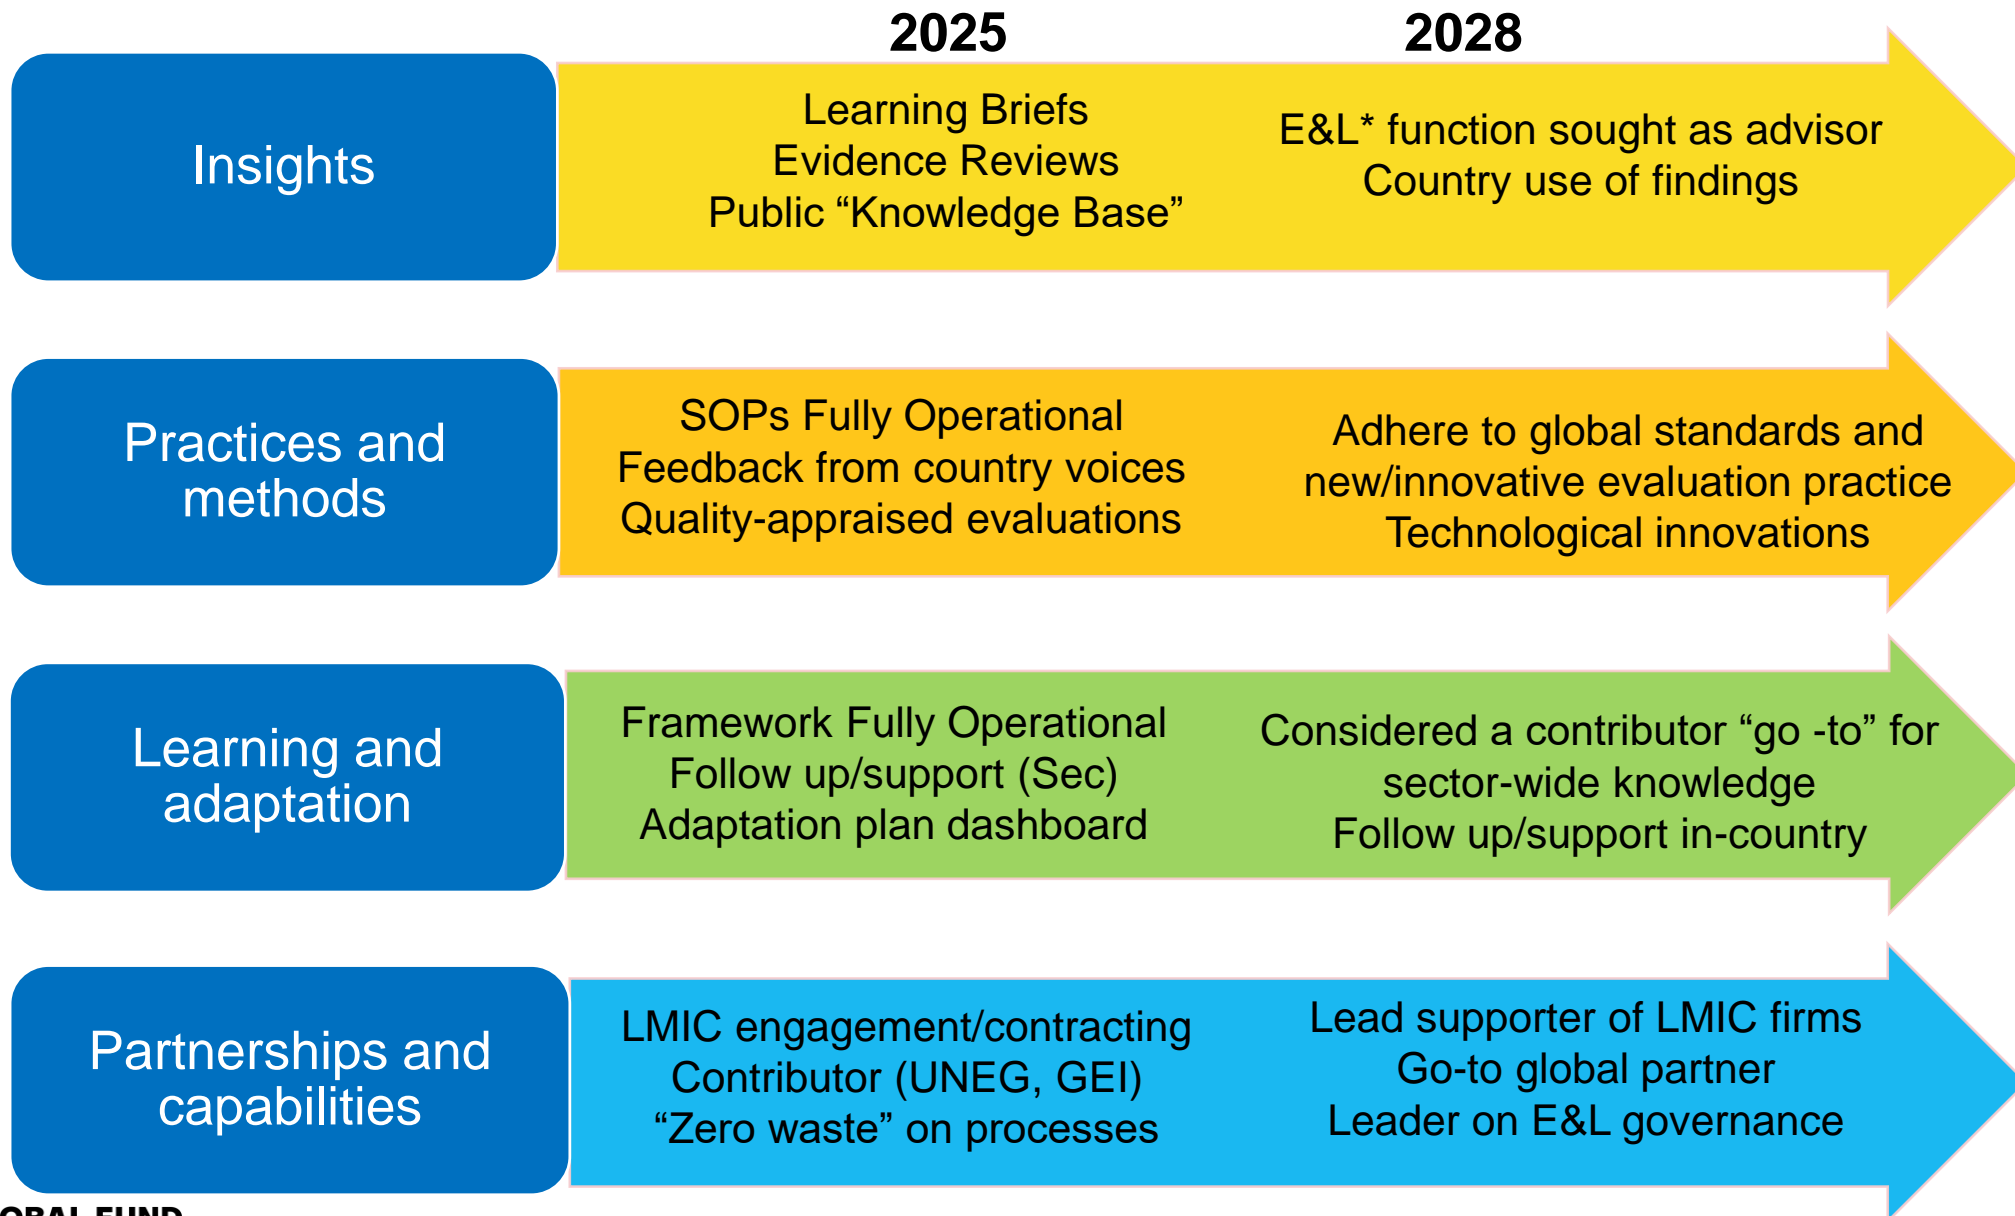 2025
2028
Insights
Learning Briefs
Evidence Reviews
Public “Knowledge Base”
E&L* function sought as advisor
Country use of findings
Practices and
methods
SOPs Fully Operational
Feedback from country voices
Quality-appraised evaluations
Adhere to global standards and
new/innovative evaluation practice
Technological innovations
Learning and
adaptation
Framework Fully Operational
Follow up/support (Sec)
Adaptation plan dashboard
Considered a contributor “go -to” for
sector-wide knowledge
Follow up/support in-country
Partnerships and
capabilities
LMIC engagement/contracting
Contributor (UNEG, GEI)
“Zero waste” on processes
Lead supporter of LMIC firms
Go-to global partner
Leader on E&L governance